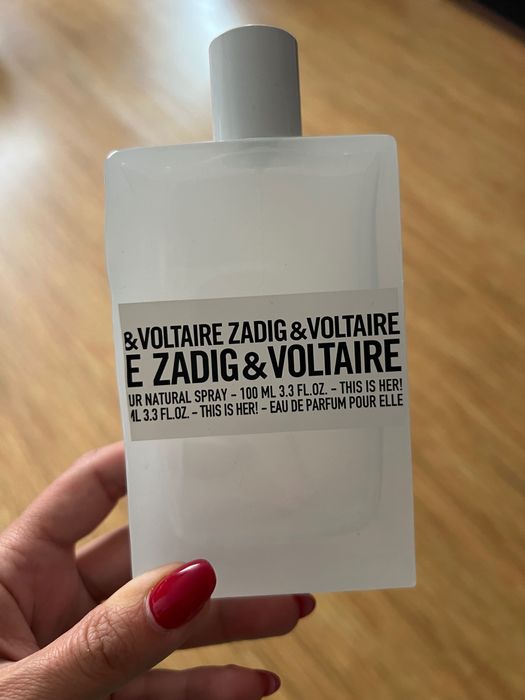 &VOLTAIRE ZADIG&VOLTAIRE
E ZADIG&VOLTAIRE
UR NATURAL SPRAY - 100 ML 3.3 FL.OZ. - THIS IS HER!
ML 3.3 FL.OZ. - THIS IS HER! - EAU DE PARFUM POUR ELLE